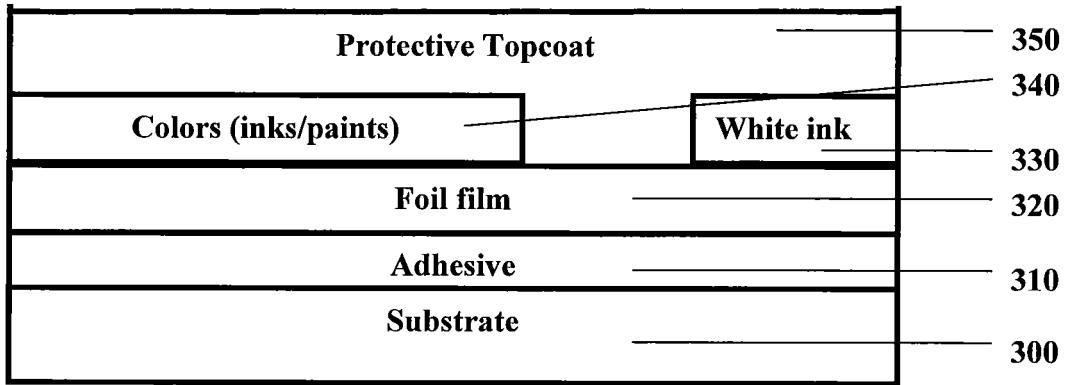 Protective Topcoat 350
340
Colors (inks/paints) White ink
330
Foil film 320
Adhesive 310
Substrate
300